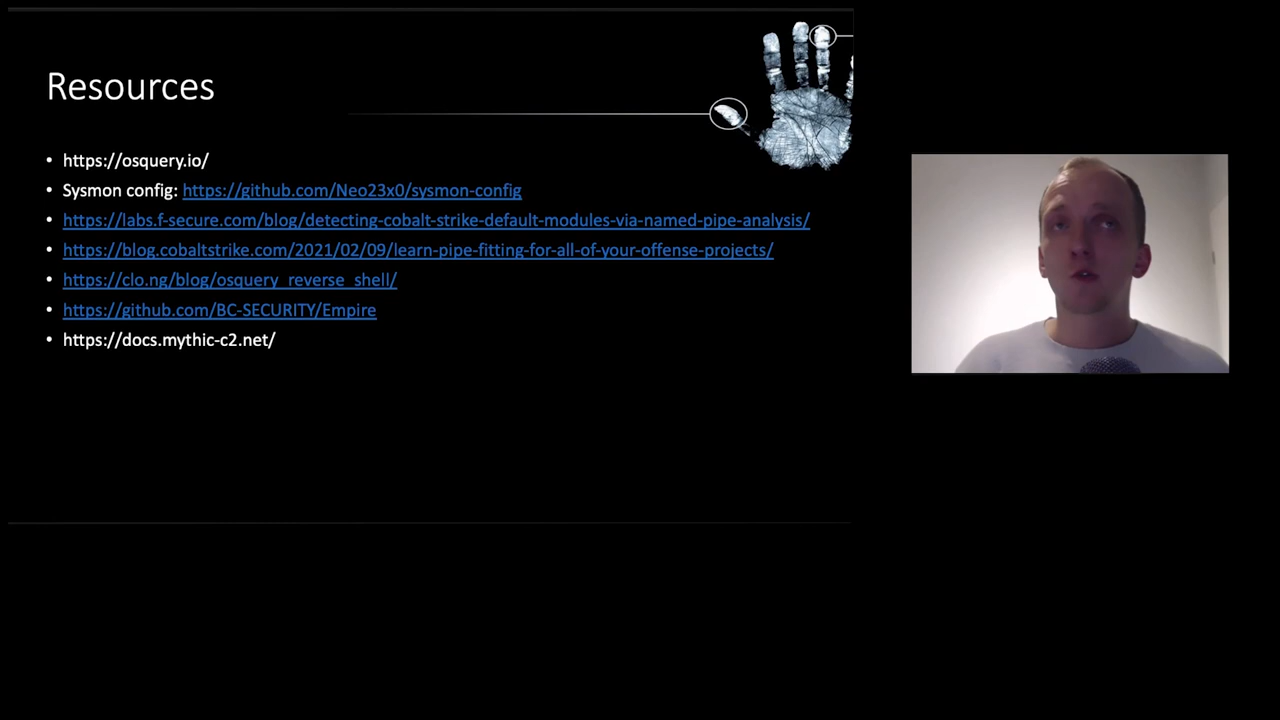 Resources
• https://osquery.io/
• Sysmon config: https://github.com/Neo23x0/sysmon-config
• https://labs.f-secure.com/blog/detecting-cobalt-strike-default-modules-via-named-pipe-analysis/
• https://blog.cobaltstrike.com/2021/02/09/learn-pipe-fitting-for-all-of-your-offense-projects/
• https://clo.ng/blog/osquery_reverse_shell/
• https://github.com/BC-SECURITY/Empire
• https://docs.mythic-c2.net/